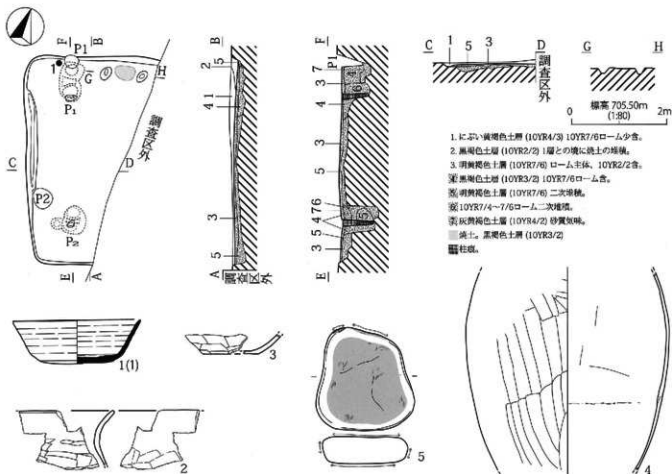 F B
P1
1
G
H
P1
調査区外
C
D
P2
P2
E A
B
5
2
4 1
3
5
A
調査区外
F
P1
7
4
6
4
3
5
4 7 6
5
4
3
5
3
E
C 1 5 3 D
調査区外
G H
標高 705.50m
0 (1:80) 2m
1. にぶい黄褐色土層 (10YR4/3) 10YR7/6ローム少含。
2. 黒褐色土層 (10YR2/2) 1層との境に焼土の堆積。
3. 明黄褐色土層 (10YR7/6) ローム主体、10YR2/2含。
黒褐色土層 (10YR3/2) 10YR7/6ローム含。
明黄褐色土層 (10YR7/6) 二次堆積。
10YR7/4〜7/6ローム二次堆積。
灰黄褐色土層 (10YR4/2) 砂質気味。
焼土。黒褐色土層 (10YR3/2)
柱痕。
1(1)
3
2
5
4